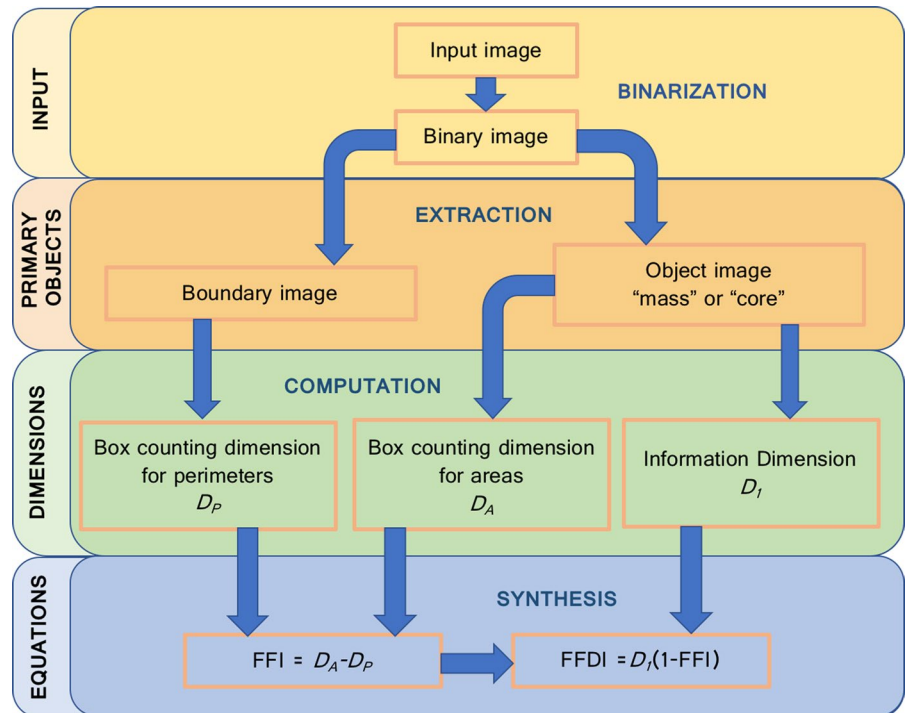 INPUT
Input image
BINARIZATION
Binary image
PRIMARY
OBJECTS
EXTRACTION
Boundary image
Object image
“mass” or “core”
DIMENSIONS
COMPUTATION
Box counting dimension
for perimeters
D_P
Box counting dimension
for areas
D_A
Information Dimension
D_1
EQUATIONS
SYNTHESIS
FFI = D_A-D_P
FFDI =D_1(1-FFI)